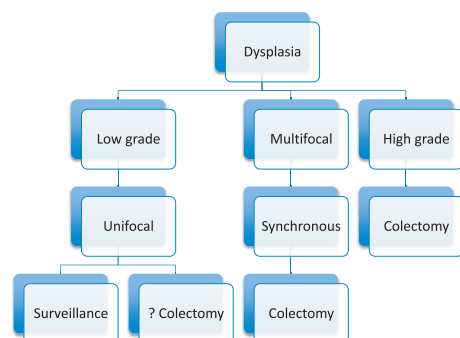 Dysplasia
Low grade
Multifocal
High grade
Unifocal
Synchronous
Colectomy
Surveillance
? Colectomy
Colectomy